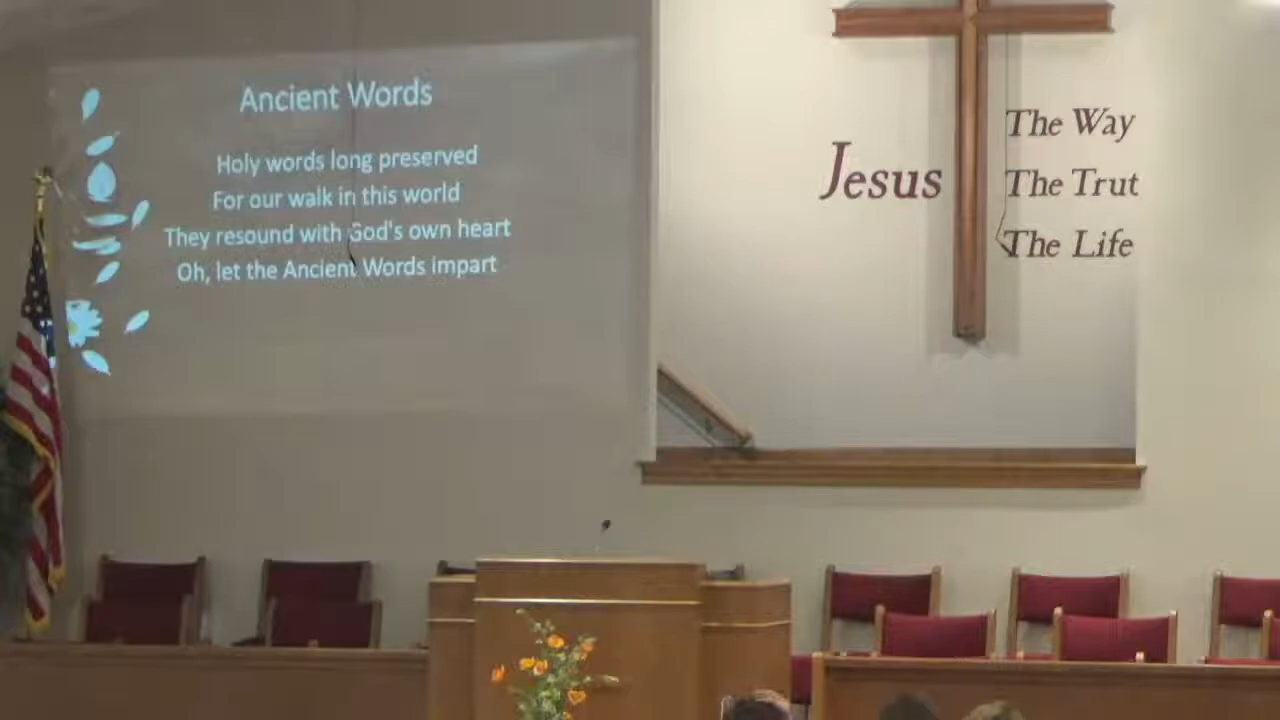 Ancient Words
Holy words long preserved
For our walk in this world
They resound with God's own heart
Oh, let the Ancient Words impart
Jesus
The Way
The Trut
The Life